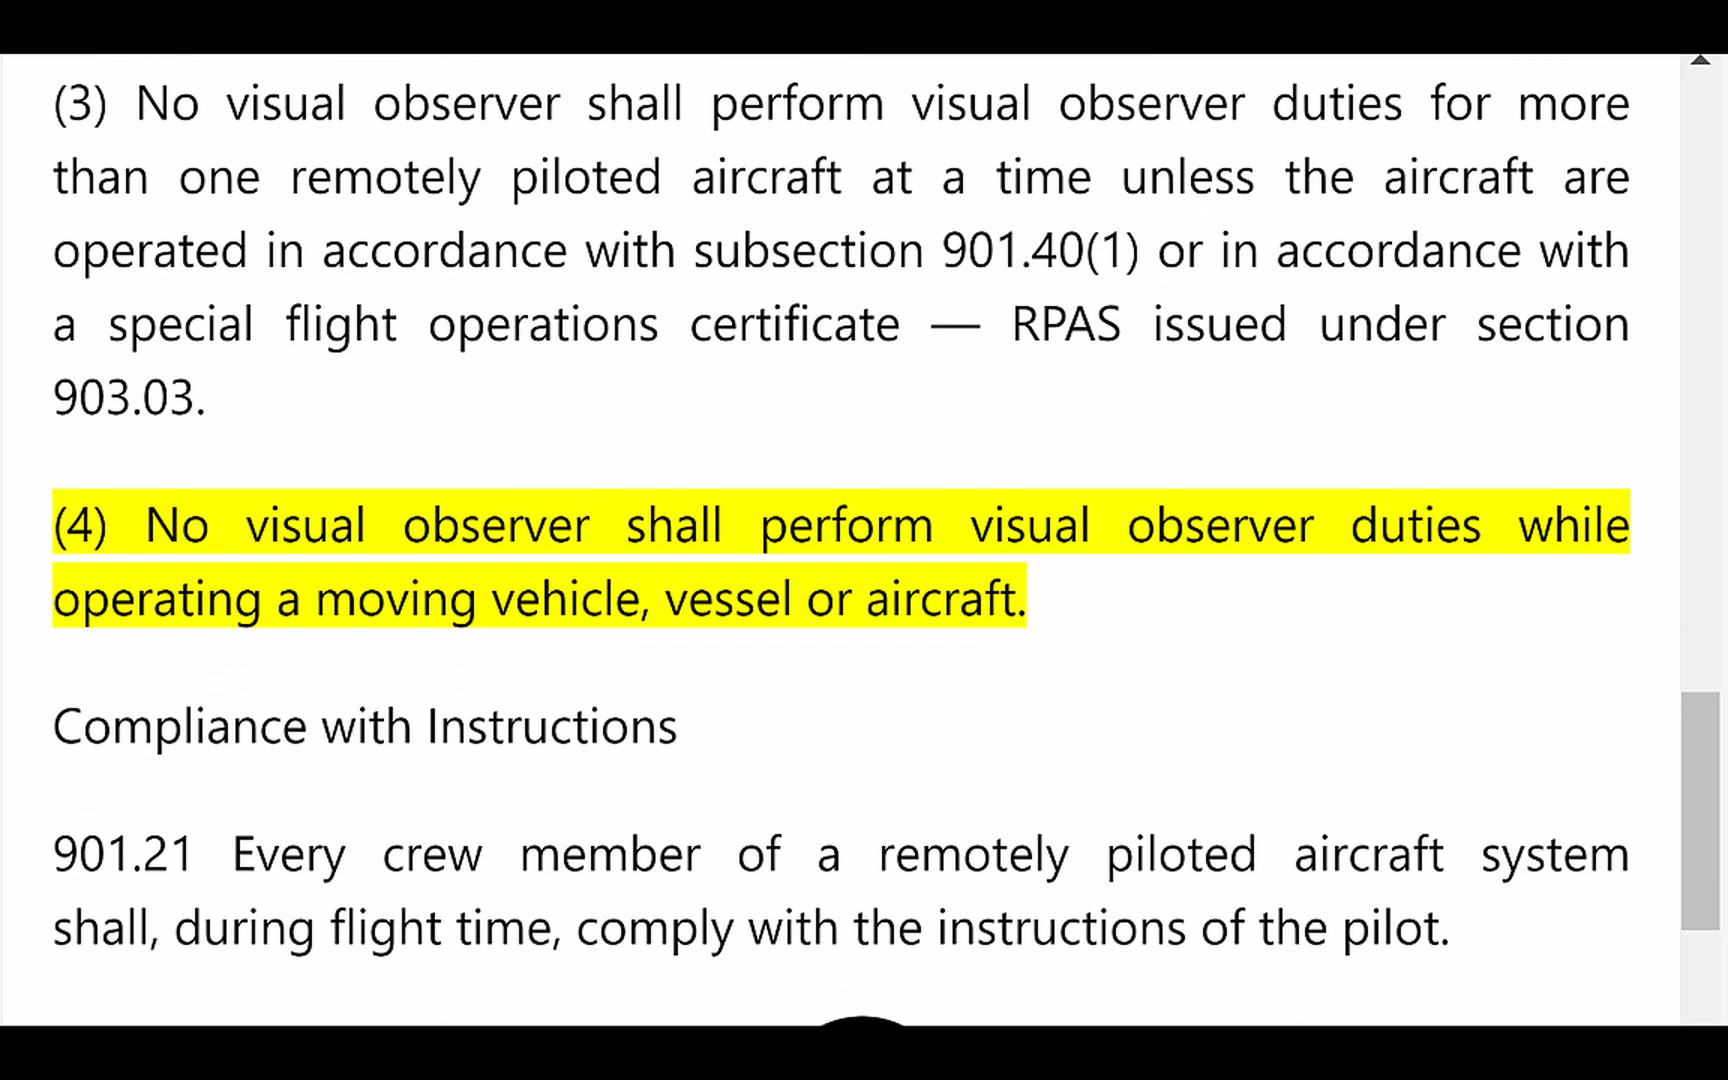 (3) No visual observer shall perform visual observer duties for more
than one remotely piloted aircraft at a time unless the aircraft are
operated in accordance with subsection 901.40(1) or in accordance with
a special flight operations certificate — RPAS issued under section
903.03.
(4) No visual observer shall perform visual observer duties while
operating a moving vehicle, vessel or aircraft.
Compliance with Instructions
901.21 Every crew member of a remotely piloted aircraft system
shall, during flight time, comply with the instructions of the pilot.